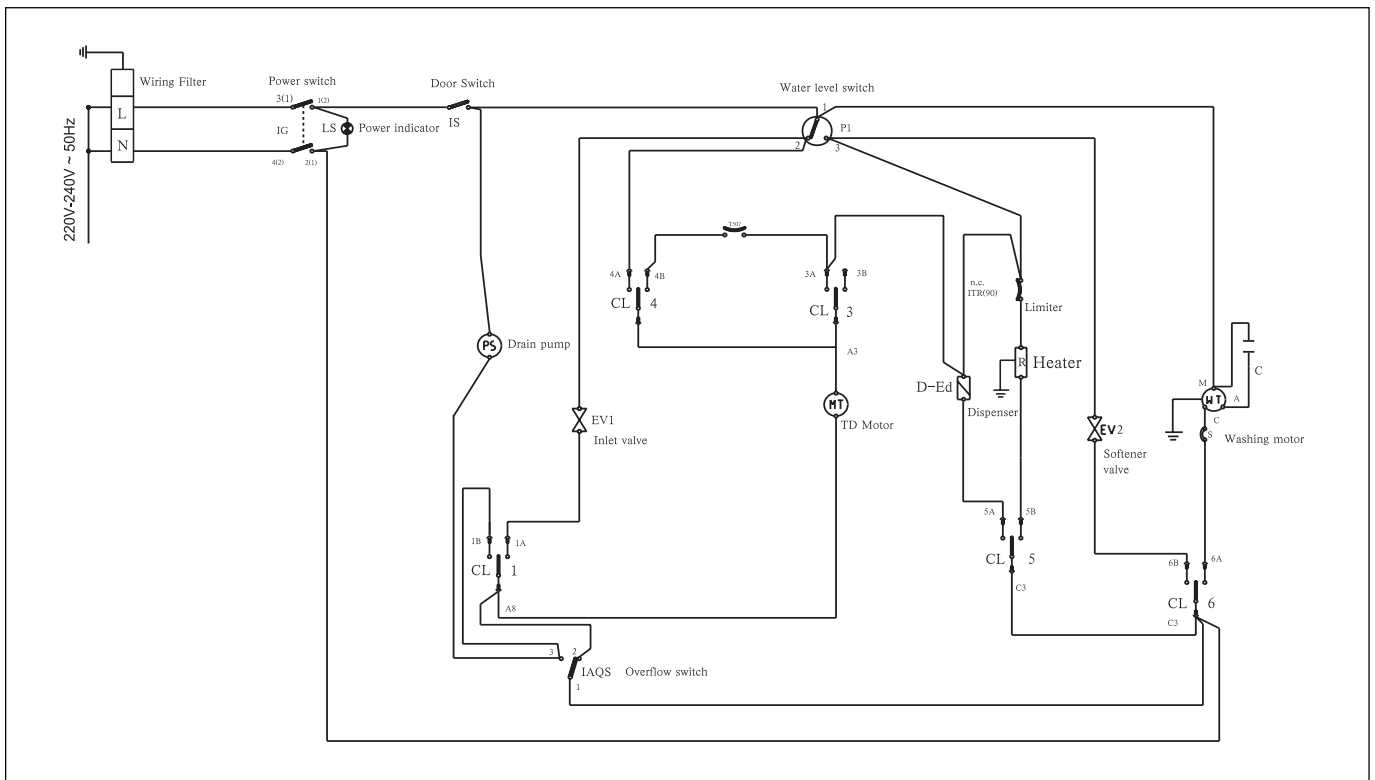 Wiring Filter
Power switch
Door Switch
Water level switch
3(1)
1(2)
1
L
IG
LS
Power indicator
IS
P1
N
4(2)
2(1)
2
3
220V-240V ~ 50Hz
4A
4B
3A
3B
CL 4
CL 3
n.c.
ITR(90)
Limiter
PS
Drain pump
A3
R
Heater
D-Ed
Dispenser
MT
TD Motor
EV1
Inlet valve
M
C
WT
A
C
S
Washing motor
EV2
Softener
valve
1B
1A
CL 1
A8
5A
5B
CL 5
C3
6B
6A
CL 6
C3
3
2
IAQS
Overflow switch
1